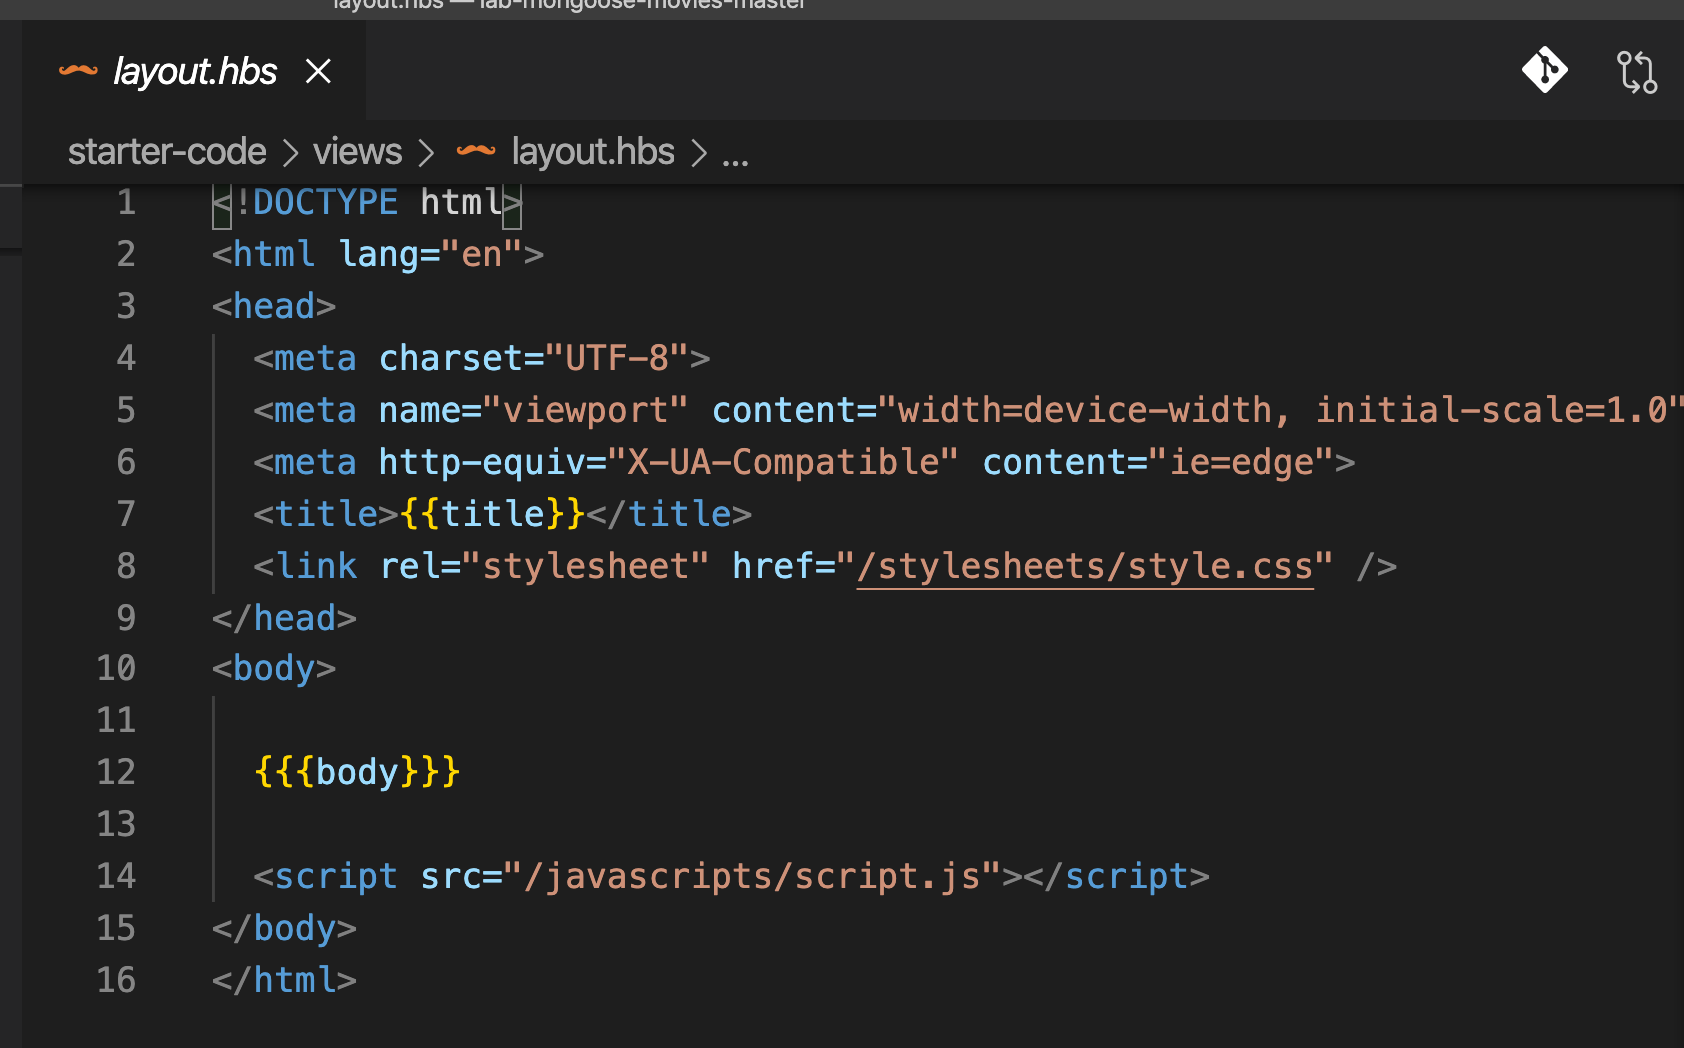 layout.hbs — lab-mongoose-movies-master
layout.hbs
starter-code > views > layout.hbs > ...
1 <!DOCTYPE html>
2 <html lang="en">
3 <head>
4 <meta charset="UTF-8">
5 <meta name="viewport" content="width=device-width, initial-scale=1.0"
6 <meta http-equiv="X-UA-Compatible" content="ie=edge">
7 <title>{{title}}</title>
8 <link rel="stylesheet" href="/stylesheets/style.css" />
9 </head>
10 <body>
11
12 {{{body}}}
13
14 <script src="/javascripts/script.js"></script>
15 </body>
16 </html>